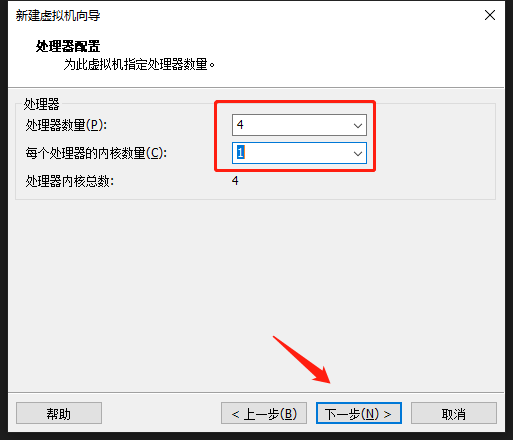 新建虚拟机向导
处理器配置
为此虚拟机指定处理器数量。
处理器
处理器数量(P): 4
每个处理器的内核数量(C): 1
处理器内核总数: 4
帮助 < 上一步(B) 下一步(N) > 取消